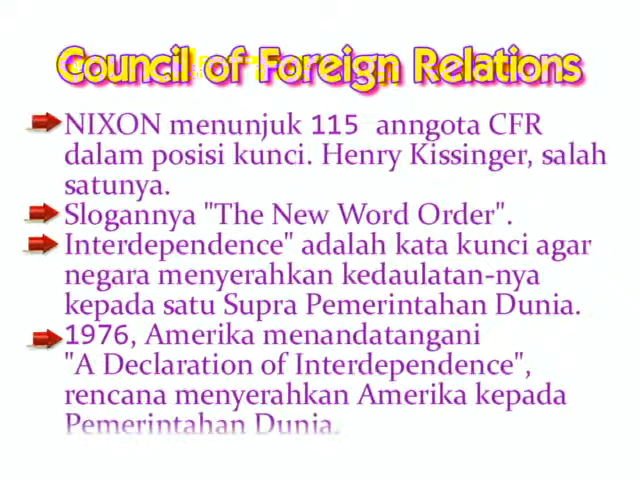 Council of Foreign Relations
NIXON menunjuk 115 anngota CFR
dalam posisi kunci. Henry Kissinger, salah
satunya.
Slogannya "The New Word Order".
Interdependence" adalah kata kunci agar
negara menyerahkan kedaulatan-nya
kepada satu Supra Pemerintahan Dunia.
1976, Amerika menandatangani
"A Declaration of Interdependence",
rencana menyerahkan Amerika kepada
Pemerintahan Dunia.